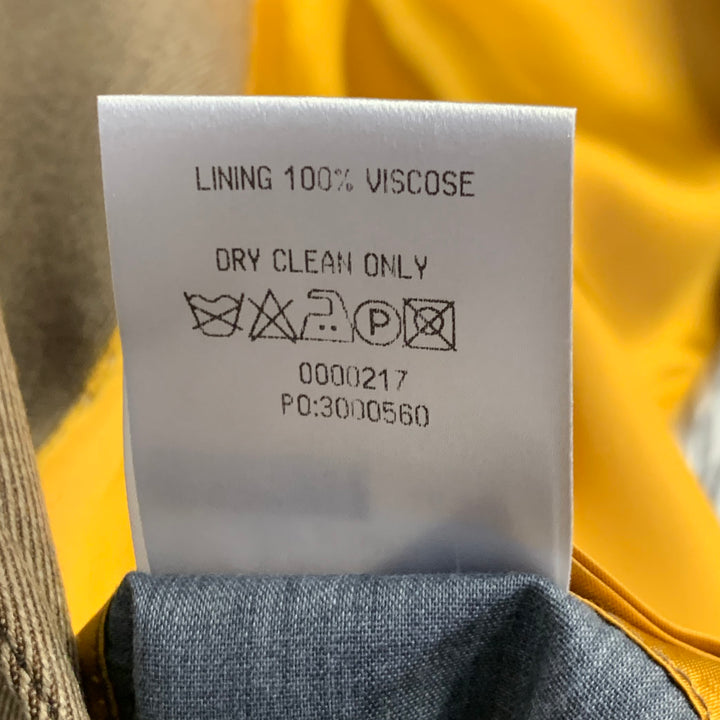 LINING 100% VISCOSE
DRY CLEAN ONLY
P
0000217
PO:3000560